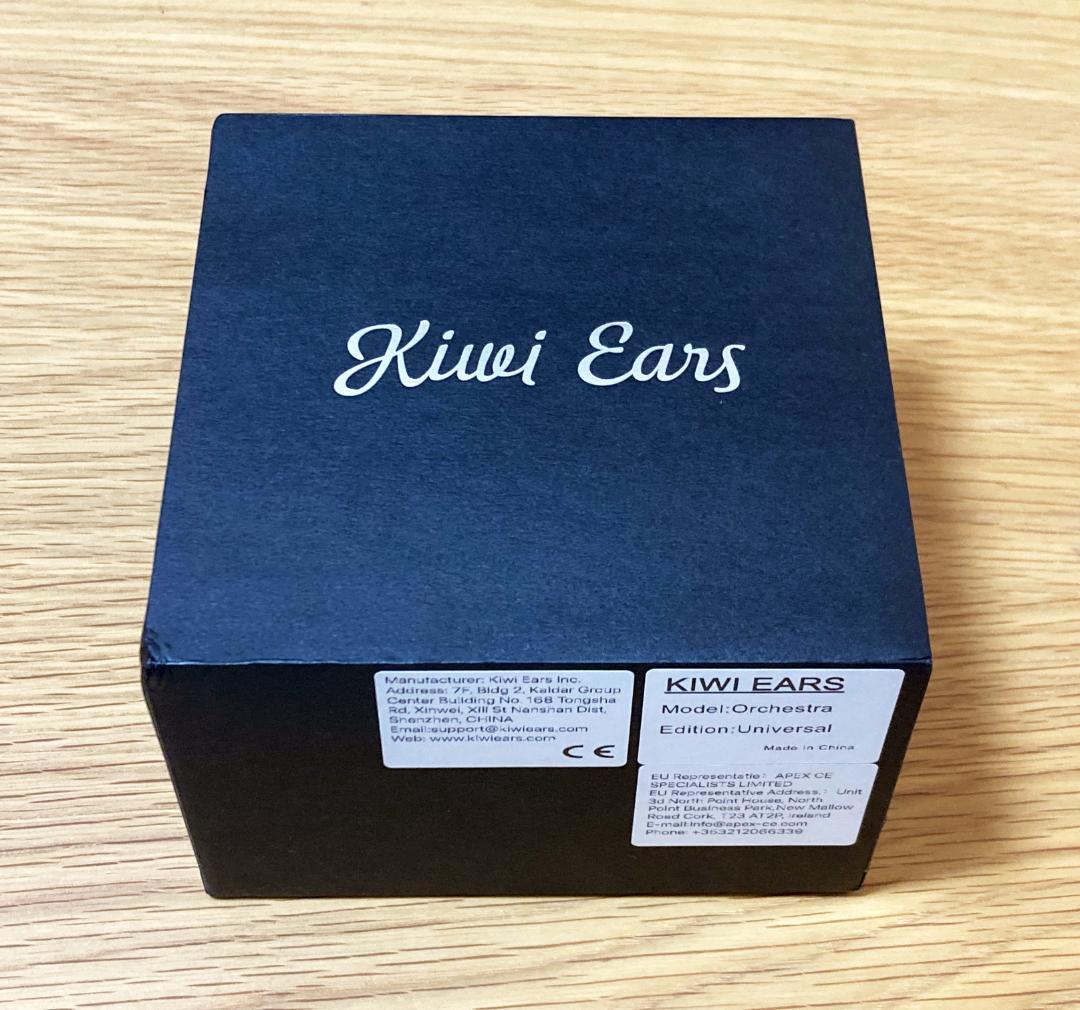 Kiwi Ears
Manufacturer: Kiwi Ears Inc.
Address: 7F, Bldg 2, Kaldar Group
Center Building No. 168 Tongsha
Rd, Xinwei, XIII St Nanshan Dist,
Shenzhen, CHINA
Email:support@kiwiears.com
Web: www.kiwiears.com
CE
KIWI EARS
Model:Orchestra
Edition:Universal
Made in China
EU Representatie: APEX CE
SPECIALISTS LIMITED
EU Representative Address.: Unit
3d North Point House, North
Point Business Park,New Mallow
Road Cork, T23 AT2P, Ireland
E-mail:Info@apex-ce.com
Phone: +353212066339